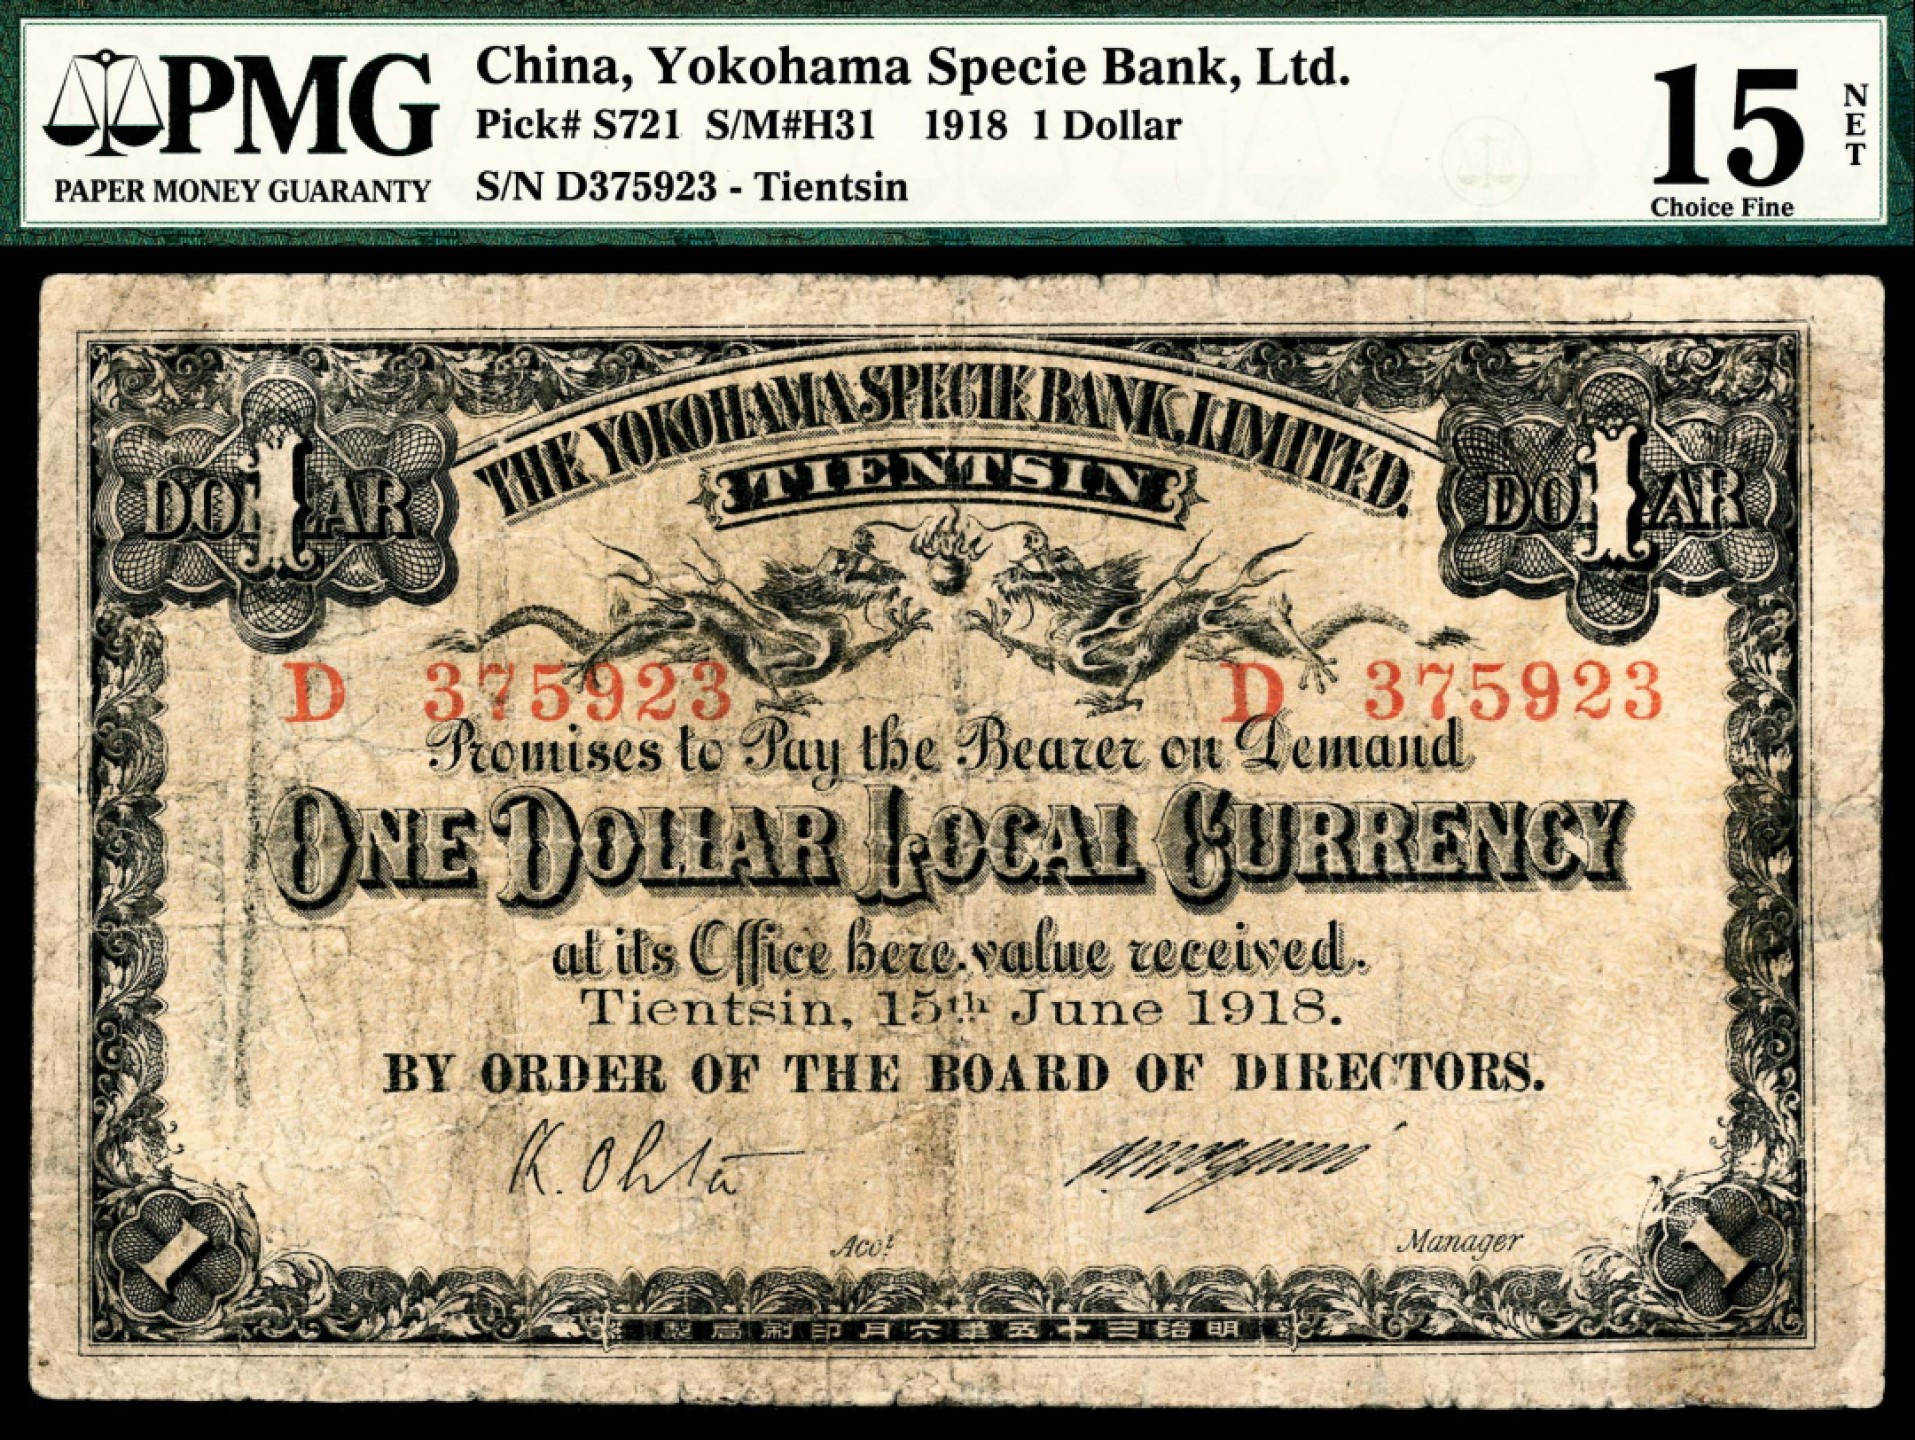 PMG
PAPER MONEY GUARANTY
China, Yokohama Specie Bank, Ltd.
Pick# S721 S/M#H31 1918 1 Dollar
S/N D375923 - Tientsin
15
NET
Choice Fine
THE YOKOHAMA SPECIE BANK, LIMITED.
TIENTSIN
1 DOLLAR
1 DOLLAR
D 375923 D 375923
Promises to Pay the Bearer on Demand
ONE DOLLAR LOCAL CURRENCY
at its Office here, value received.
Tientsin, 15th June 1918.
BY ORDER OF THE BOARD OF DIRECTORS.
K. Ohta
Acct. Manager
1 1
製局刷印月六年五十三治明